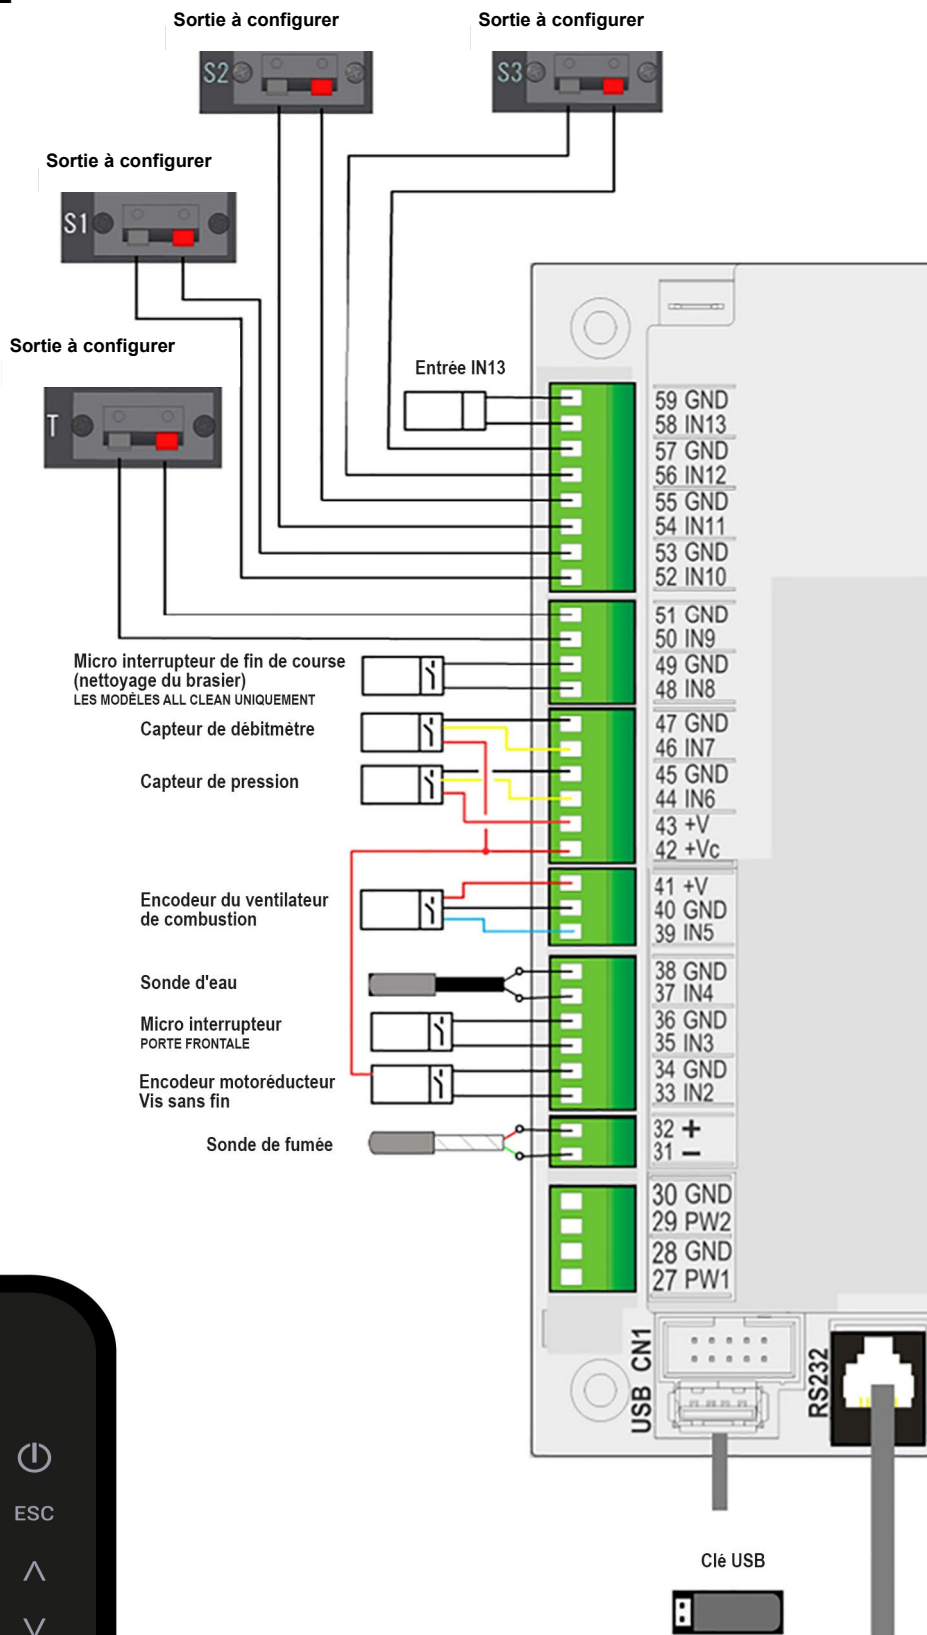 Sortie à configurer
Sortie à configurer
S2
S3
Sortie à configurer
S1
Sortie à configurer
T
Entrée IN13
59 GND
58 IN13
57 GND
56 IN12
55 GND
54 IN11
53 GND
52 IN10
51 GND
50 IN9
49 GND
48 IN8
Micro interrupteur de fin de course
(nettoyage du brasier)
LES MODÈLES ALL CLEAN UNIQUEMENT
Capteur de débitmètre
47 GND
46 IN7
Capteur de pression
45 GND
44 IN6
43 +V
42 +Vc
Encodeur du ventilateur
de combustion
41 +V
40 GND
39 IN5
Sonde d'eau
38 GND
37 IN4
Micro interrupteur
PORTE FRONTALE
36 GND
35 IN3
Encodeur motoréducteur
Vis sans fin
34 GND
33 IN2
Sonde de fumée
32 +
31 −
30 GND
29 PW2
28 GND
27 PW1
CN1
USB
RS232
ESC
Clé USB